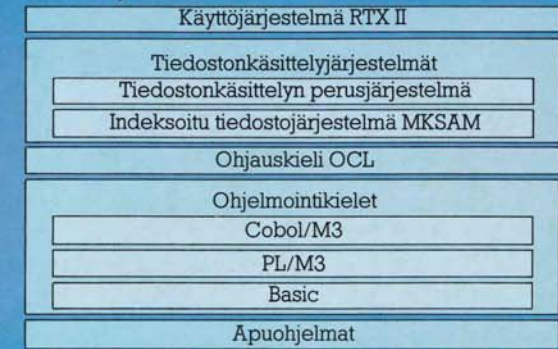 Käyttöjärjestelmä RTX II
Tiedostonkäsittelyjärjestelmät
Tiedostonkäsittelyn perusjärjestelmä
Indeksoitu tiedostojärjestelmä MKSAM
Ohjauskieli OCL
Ohjelmointikielet
Cobol/M3
PL/M3
Basic
Apuohjelmat